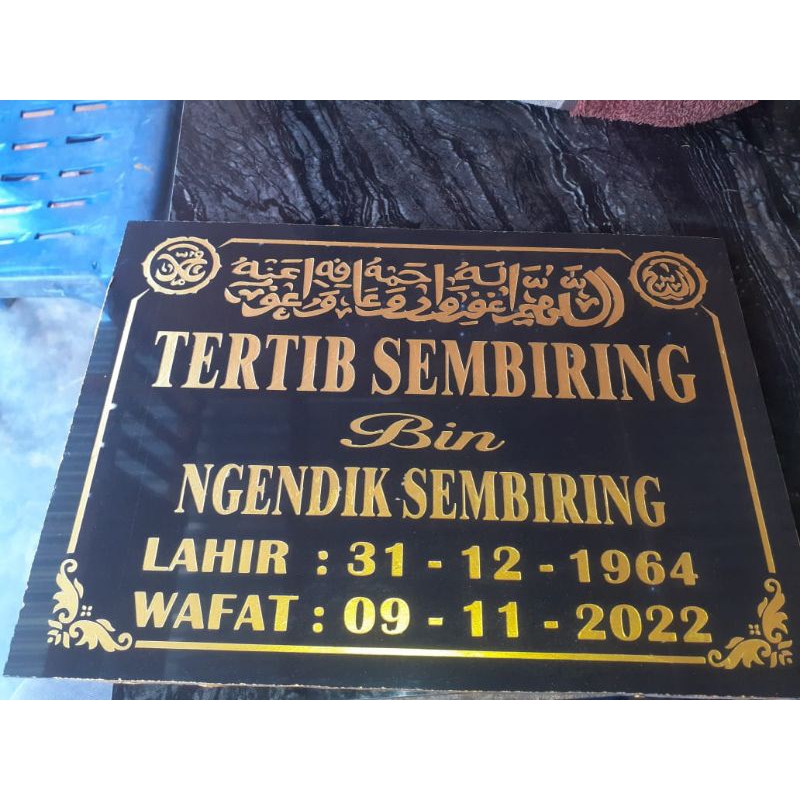 اللهم اغفر له وارحمه وعافه واعف عنه
TERTIB SEMBIRING
Bin
NGENDIK SEMBIRING
LAHIR : 31 - 12 - 1964
WAFAT : 09 - 11 - 2022